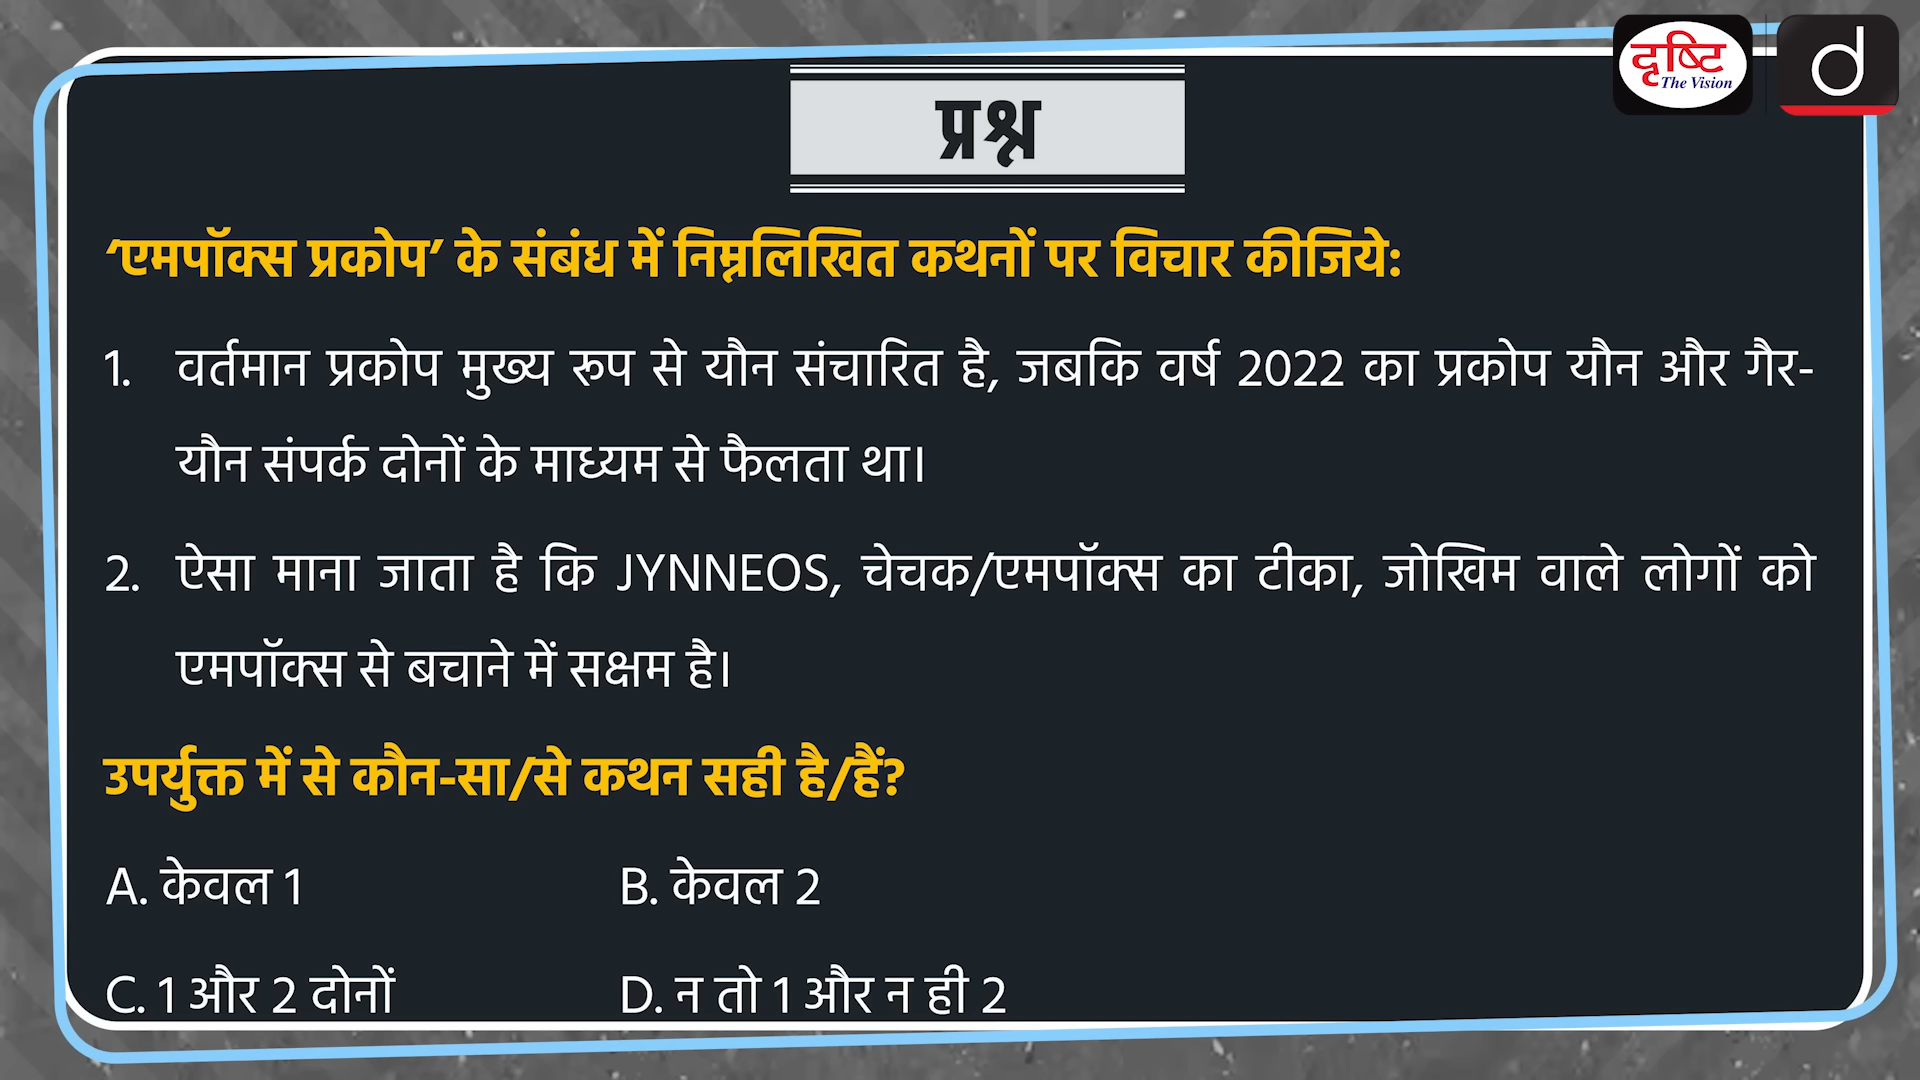 दृष्टि
The Vision
d
प्रश्न
‘एमपॉक्स प्रकोप’ के संबंध में निम्नलिखित कथनों पर विचार कीजिये:
1. वर्तमान प्रकोप मुख्य रूप से यौन संचारित है, जबकि वर्ष 2022 का प्रकोप यौन और गैर-
यौन संपर्क दोनों के माध्यम से फैलता था।
2. ऐसा माना जाता है कि JYNNEOS, चेचक/एमपॉक्स का टीका, जोखिम वाले लोगों को
एमपॉक्स से बचाने में सक्षम है।
उपर्युक्त में से कौन-सा/से कथन सही है/हैं?
A. केवल 1 B. केवल 2
C. 1 और 2 दोनों D. न तो 1 और न ही 2